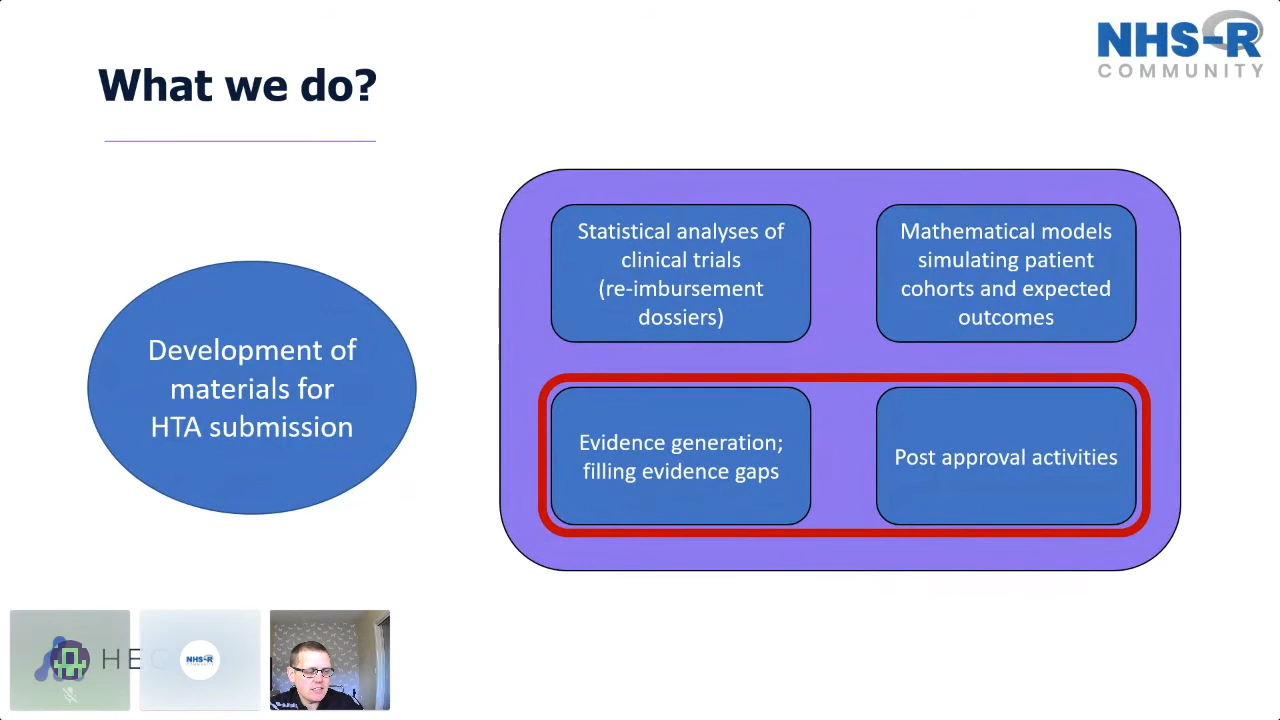 NHS-R
COMMUNITY
What we do?
Development of
materials for
HTA submission
Statistical analyses of
clinical trials
(re-imbursement
dossiers)
Mathematical models
simulating patient
cohorts and expected
outcomes
Evidence generation;
filling evidence gaps
Post approval activities
NHS-R
COMMUNITY